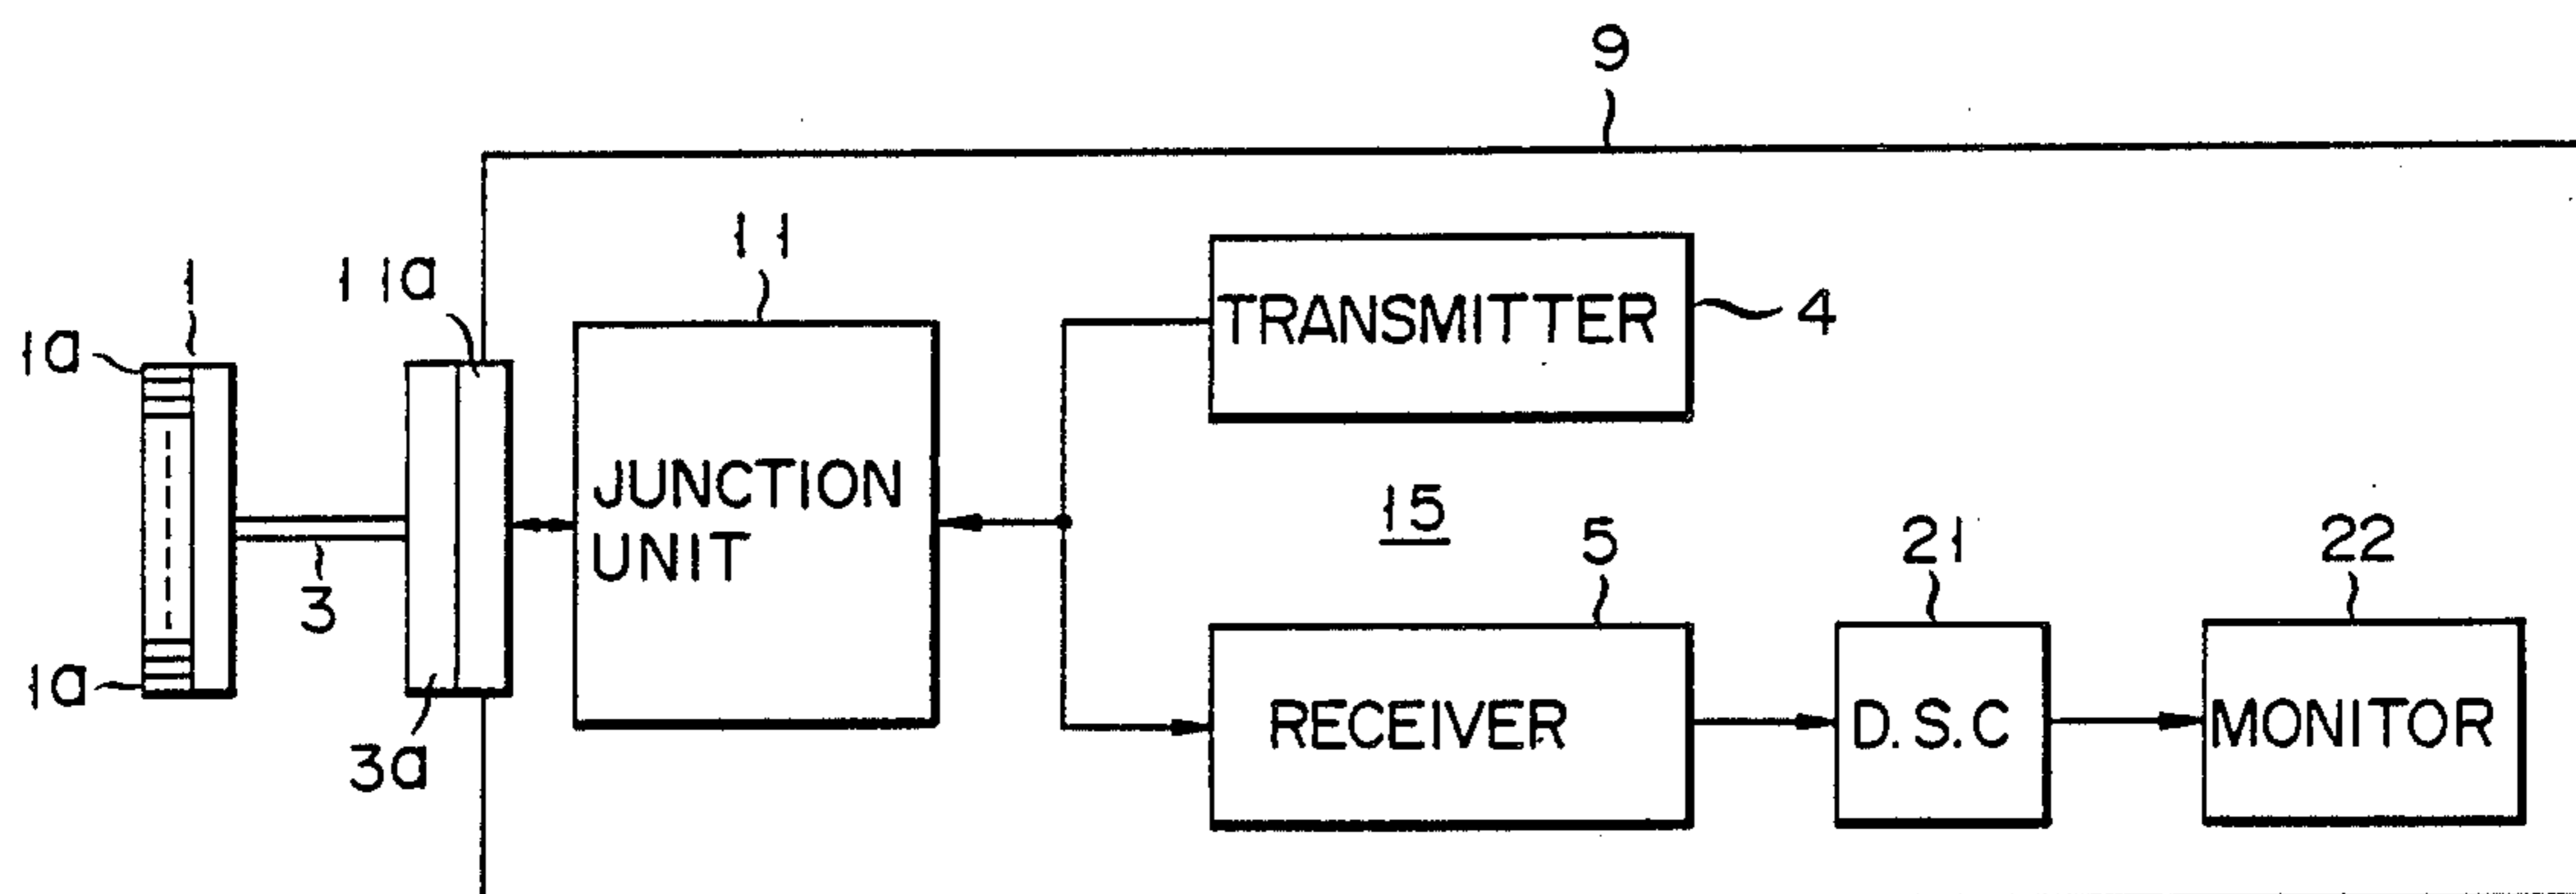 9
11
1
11a
1a
TRANSMITTER
4
JUNCTION
UNIT
15
5
21
22
3
1a
3a
RECEIVER
D.S.C
MONITOR